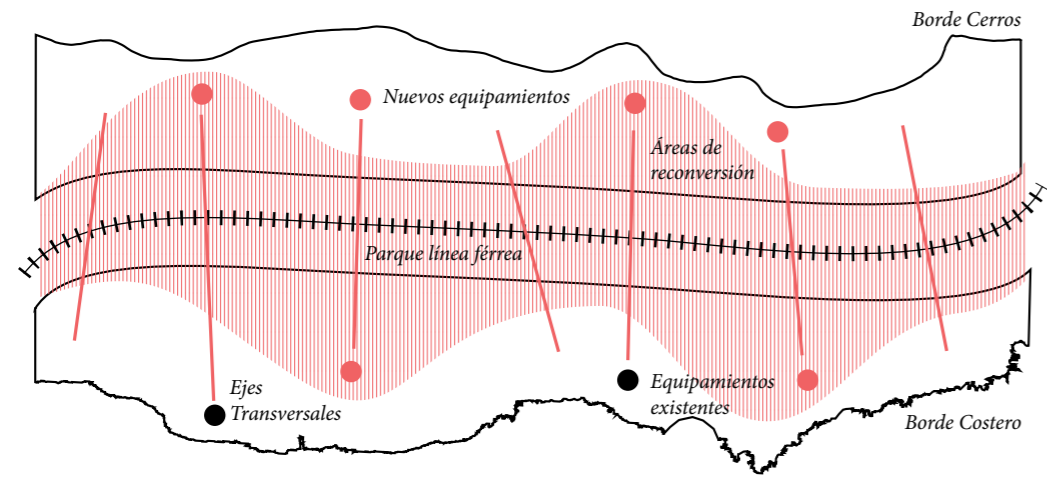 Borde Cerros
Nuevos equipamientos
Áreas de
reconversión
Parque línea férrea
Ejes
Transversales
Equipamientos
existentes
Borde Costero